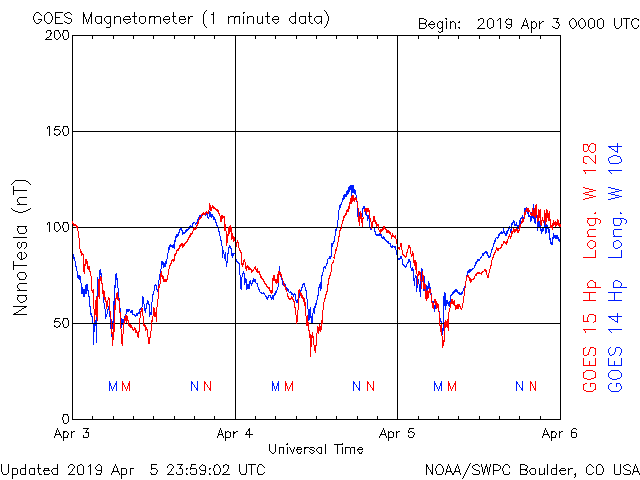 GOES Magnetometer (1 minute data)
Begin: 2019 Apr 3 0000 UTC
200
150
100
50
0
NanoTesla (nT)
M M N N M M N N M M N N
Apr 3 Apr 4 Apr 5 Apr 6
Universal Time
GOES 15 Hp Long. W 128
GOES 14 Hp Long. W 104
Updated 2019 Apr 5 23:59:02 UTC
NOAA/SWPC Boulder, CO USA